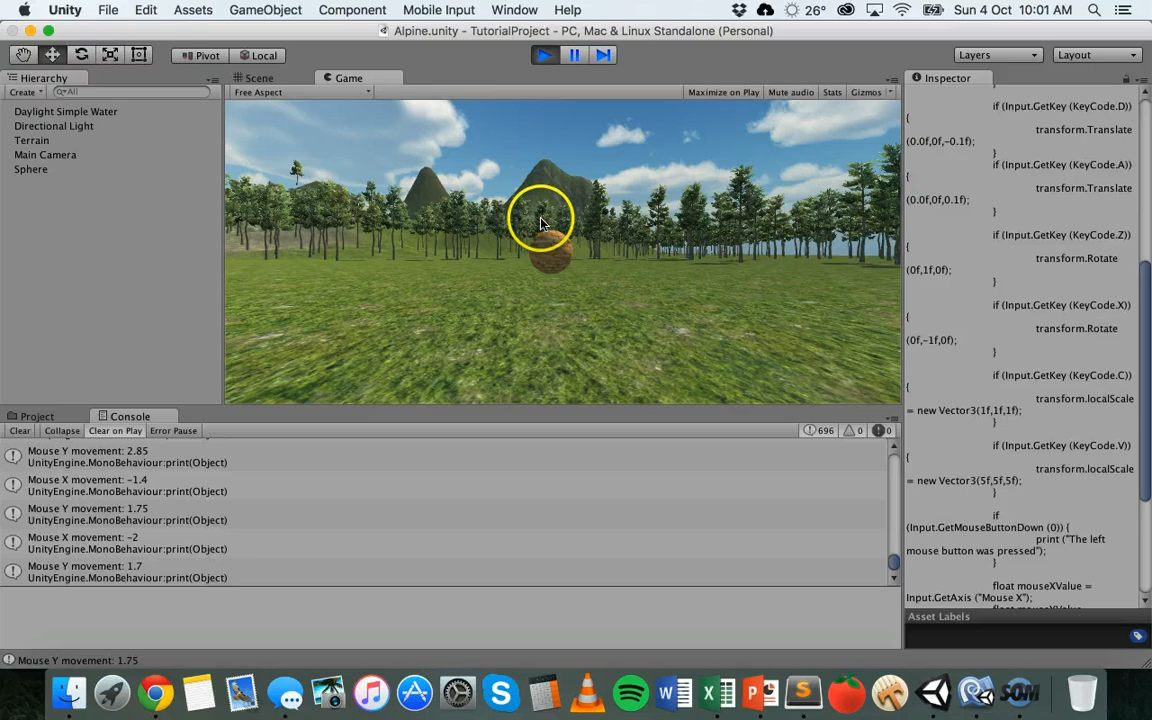 Unity File Edit Assets GameObject Component Mobile Input Window Help 26° Sun 4 Oct 10:01 AM
Alpine.unity - TutorialProject - PC, Mac & Linux Standalone (Personal)
Pivot Local Layers Layout
Hierarchy Scene Game Inspector
Create All Free Aspect Maximize on Play Mute audio Stats Gizmos
Daylight Simple Water
Directional Light
Terrain
Main Camera
Sphere
}
if (Input.GetKey (KeyCode.D))
{
transform.Translate
(0.0f,0f,-0.1f);
}
if (Input.GetKey (KeyCode.A))
{
transform.Translate
(0.0f,0f,0.1f);
}
if (Input.GetKey (KeyCode.Z))
{
transform.Rotate
(0f,1f,0f);
}
if (Input.GetKey (KeyCode.X))
{
transform.Rotate
(0f,-1f,0f);
}
if (Input.GetKey (KeyCode.C))
{
transform.localScale
= new Vector3(1f,1f,1f);
}
if (Input.GetKey (KeyCode.V))
{
transform.localScale
= new Vector3(5f,5f,5f);
}
if
(Input.GetMouseButtonDown (0)) {
print ("The left
mouse button was pressed");
}
float mouseXValue =
Input.GetAxis ("Mouse X");
Asset Labels
Project Console
Clear Collapse Clear on Play Error Pause 696 0 0
Mouse Y movement: 2.85
UnityEngine.MonoBehaviour:print(Object)
Mouse X movement: -1.4
UnityEngine.MonoBehaviour:print(Object)
Mouse Y movement: 1.75
UnityEngine.MonoBehaviour:print(Object)
Mouse X movement: -2
UnityEngine.MonoBehaviour:print(Object)
Mouse Y movement: 1.7
UnityEngine.MonoBehaviour:print(Object)
Mouse Y movement: 1.75
SOM